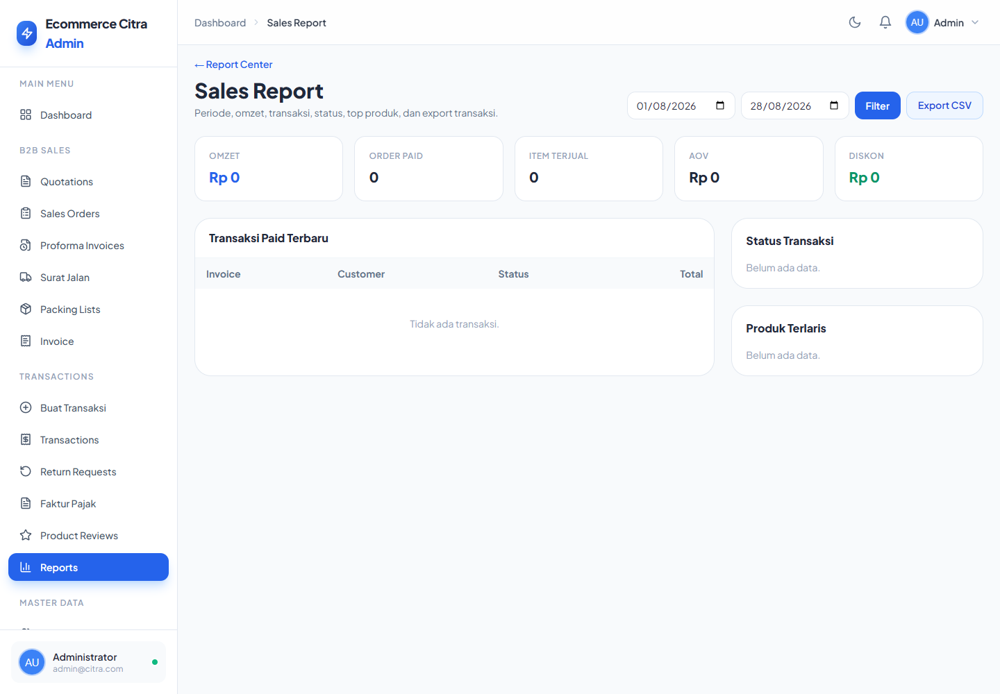 Ecommerce Citra
Admin
MAIN MENU
Dashboard
B2B SALES
Quotations
Sales Orders
Proforma Invoices
Surat Jalan
Packing Lists
Invoice
TRANSACTIONS
Buat Transaksi
Transactions
Return Requests
Faktur Pajak
Product Reviews
Reports
MASTER DATA
AU
Administrator
admin@citra.com
Dashboard > Sales Report
AU Admin
← Report Center
Sales Report
Periode, omzet, transaksi, status, top produk, dan export transaksi.
01/08/2026 28/08/2026 Filter Export CSV
OMZET
Rp 0
ORDER PAID
0
ITEM TERJUAL
0
AOV
Rp 0
DISKON
Rp 0
Transaksi Paid Terbaru
Invoice Customer Status Total
Tidak ada transaksi.
Status Transaksi
Belum ada data.
Produk Terlaris
Belum ada data.